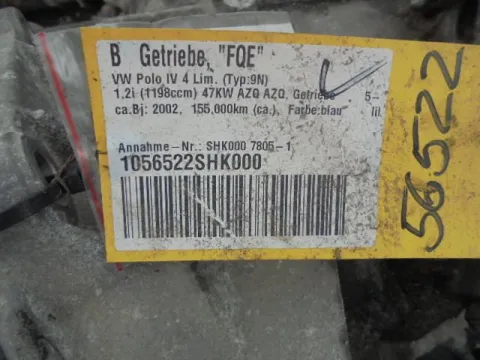 B Getriebe, "FQE"
VW Polo IV 4 Lim. (Typ:9N)
1.2i (1198ccm) 47KW AZQ AZQ, Getriebe 5-
ca.Bj: 2002, 155,000km (ca.), Farbe:blau
Annahme-Nr.: SHK000 7805-1
1056522SHK000
56522